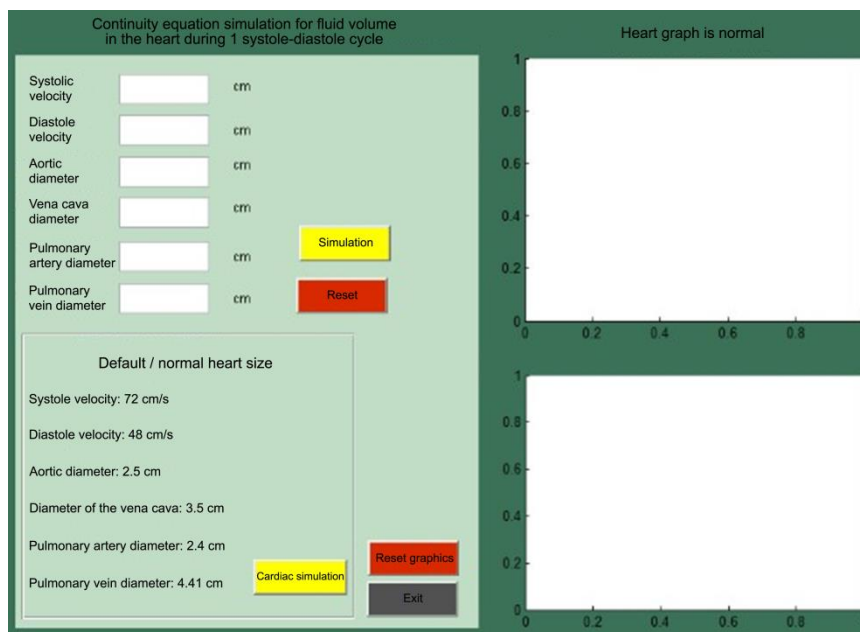 Continuity equation simulation for fluid volume
in the heart during 1 systole-diastole cycle
Systolic
velocity
cm
Diastole
velocity
cm
Aortic
diameter
cm
Vena cava
diameter
cm
Pulmonary
artery diameter
cm
Pulmonary
vein diameter
cm
Simulation
Reset
Default / normal heart size
Systole velocity: 72 cm/s
Diastole velocity: 48 cm/s
Aortic diameter: 2.5 cm
Diameter of the vena cava: 3.5 cm
Pulmonary artery diameter: 2.4 cm
Pulmonary vein diameter: 4.41 cm
Cardiac simulation
Reset graphics
Exit
Heart graph is normal
1
0.8
0.6
0.4
0.2
0
0 0.2 0.4 0.6 0.8
1
0.8
0.6
0.4
0.2
0
0 0.2 0.4 0.6 0.8